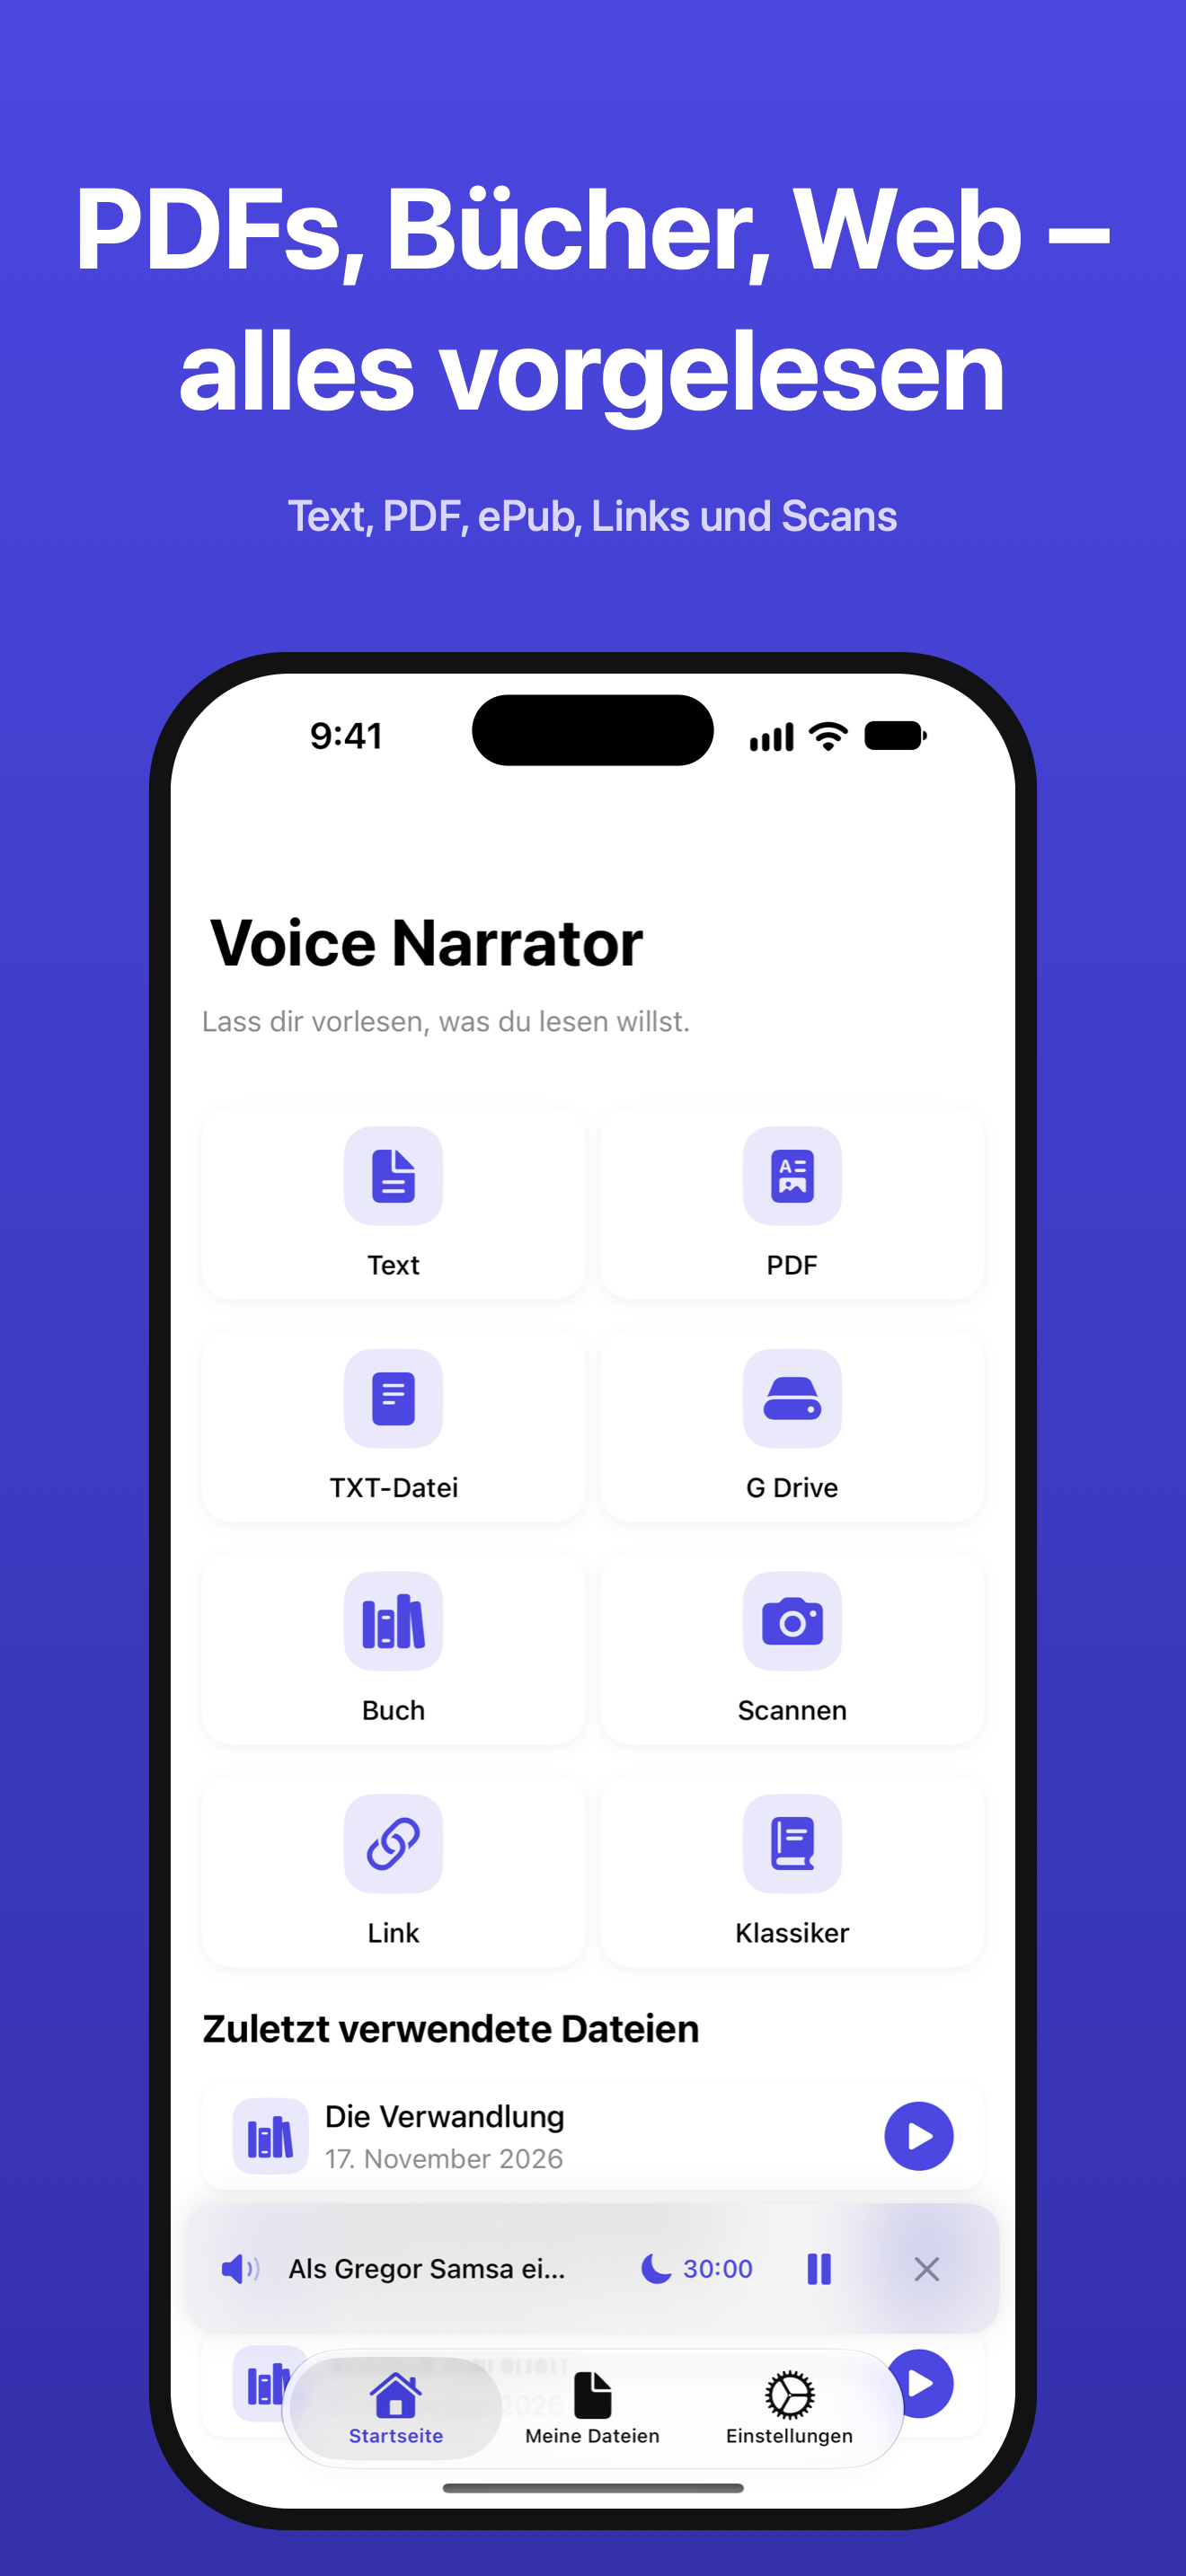 PDFs, Bücher, Web –
alles vorgelesen
Text, PDF, ePub, Links und Scans
9:41
Voice Narrator
Lass dir vorlesen, was du lesen willst.
Text
PDF
TXT-Datei
G Drive
Buch
Scannen
Link
Klassiker
Zuletzt verwendete Dateien
Die Verwandlung
17. November 2026
Als Gregor Samsa ei...
30:00
2026
Startseite
Meine Dateien
Einstellungen